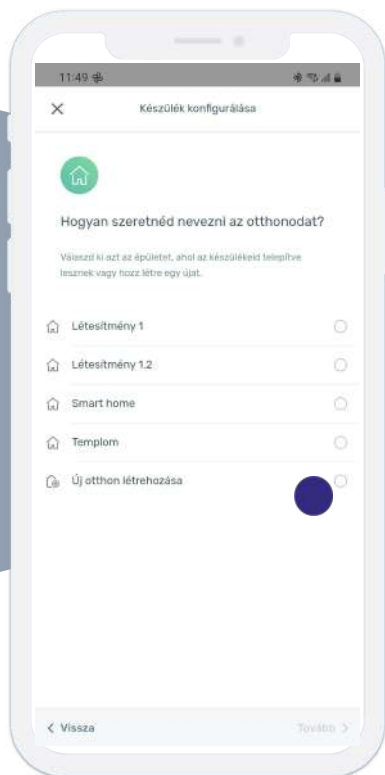 11:49
Készülék konfigurálása
Hogyan szeretnéd nevezni az otthonodat?
Válaszd ki azt az épületet, ahol az készülékeid telepítve
lesznek vagy hozz létre egy újat.
Létesítmény 1
Létesítmény 1.2
Smart home
Templom
Új otthon létrehozása
Vissza
Tovább